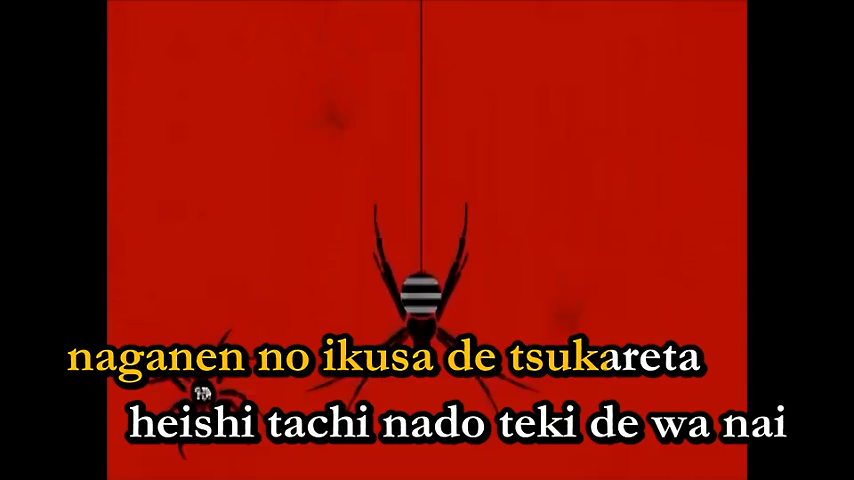 naganen no ikusa de tsukareta
heishi tachi nado teki de wa nai